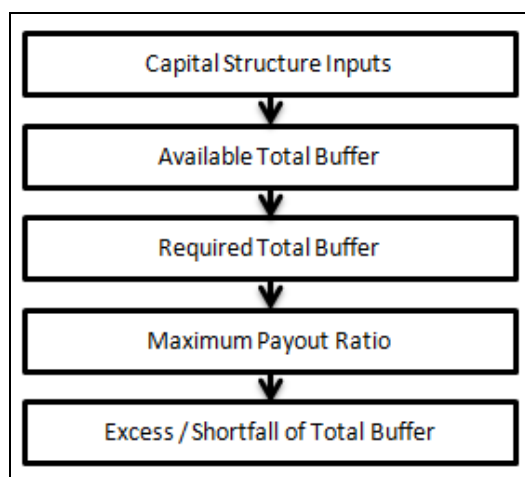 Capital Structure Inputs
Available Total Buffer
Required Total Buffer
Maximum Payout Ratio
Excess / Shortfall of Total Buffer